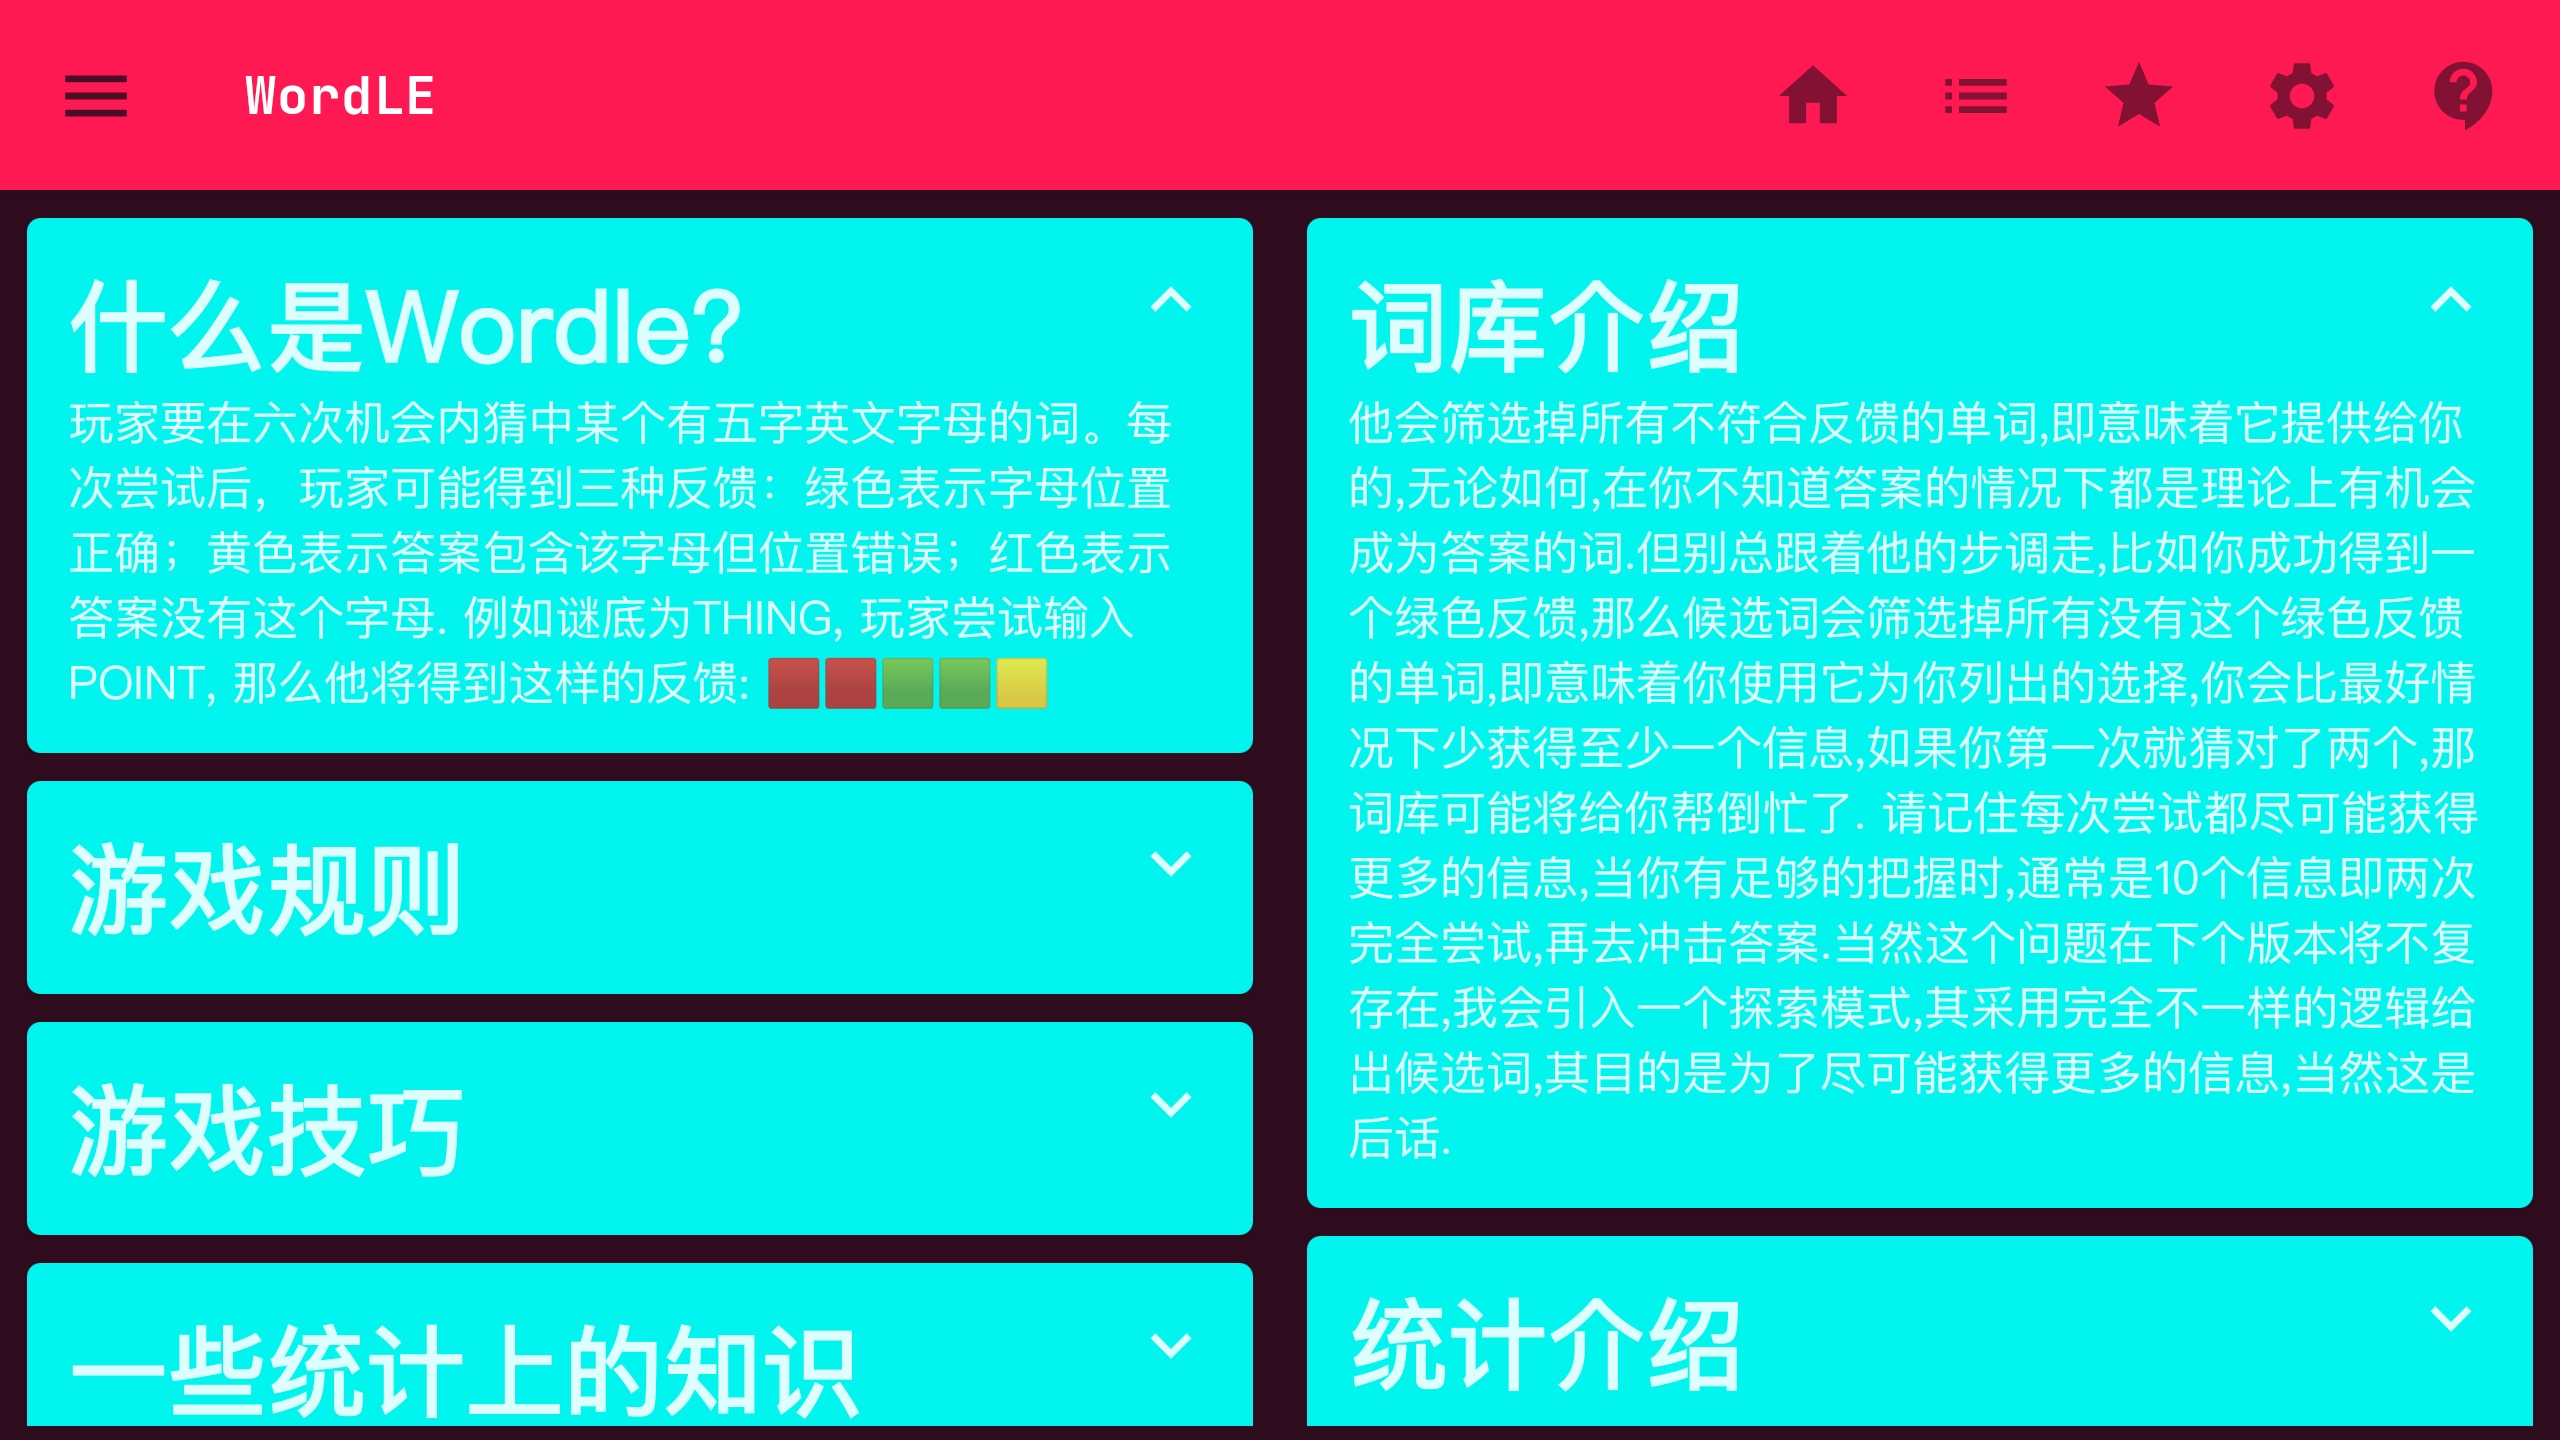 WordLE
什么是Wordle?
玩家要在六次机会内猜中某个有五字英文字母的词。每
次尝试后，玩家可能得到三种反馈：绿色表示字母位置
正确；黄色表示答案包含该字母但位置错误；红色表示
答案没有这个字母. 例如谜底为THING, 玩家尝试输入
POINT, 那么他将得到这样的反馈: 🟥🟥🟩🟩🟨
游戏规则
游戏技巧
一些统计上的知识
词库介绍
他会筛选掉所有不符合反馈的单词,即意味着它提供给你
的,无论如何,在你不知道答案的情况下都是理论上有机会
成为答案的词.但别总跟着他的步调走,比如你成功得到一
个绿色反馈,那么候选词会筛选掉所有没有这个绿色反馈
的单词,即意味着你使用它为你列出的选择,你会比最好情
况下少获得至少一个信息,如果你第一次就猜对了两个,那
词库可能将给你帮倒忙了. 请记住每次尝试都尽可能获得
更多的信息,当你有足够的把握时,通常是10个信息即两次
完全尝试,再去冲击答案.当然这个问题在下个版本将不复
存在,我会引入一个探索模式,其采用完全不一样的逻辑给
出候选词,其目的是为了尽可能获得更多的信息,当然这是
后话.
统计介绍